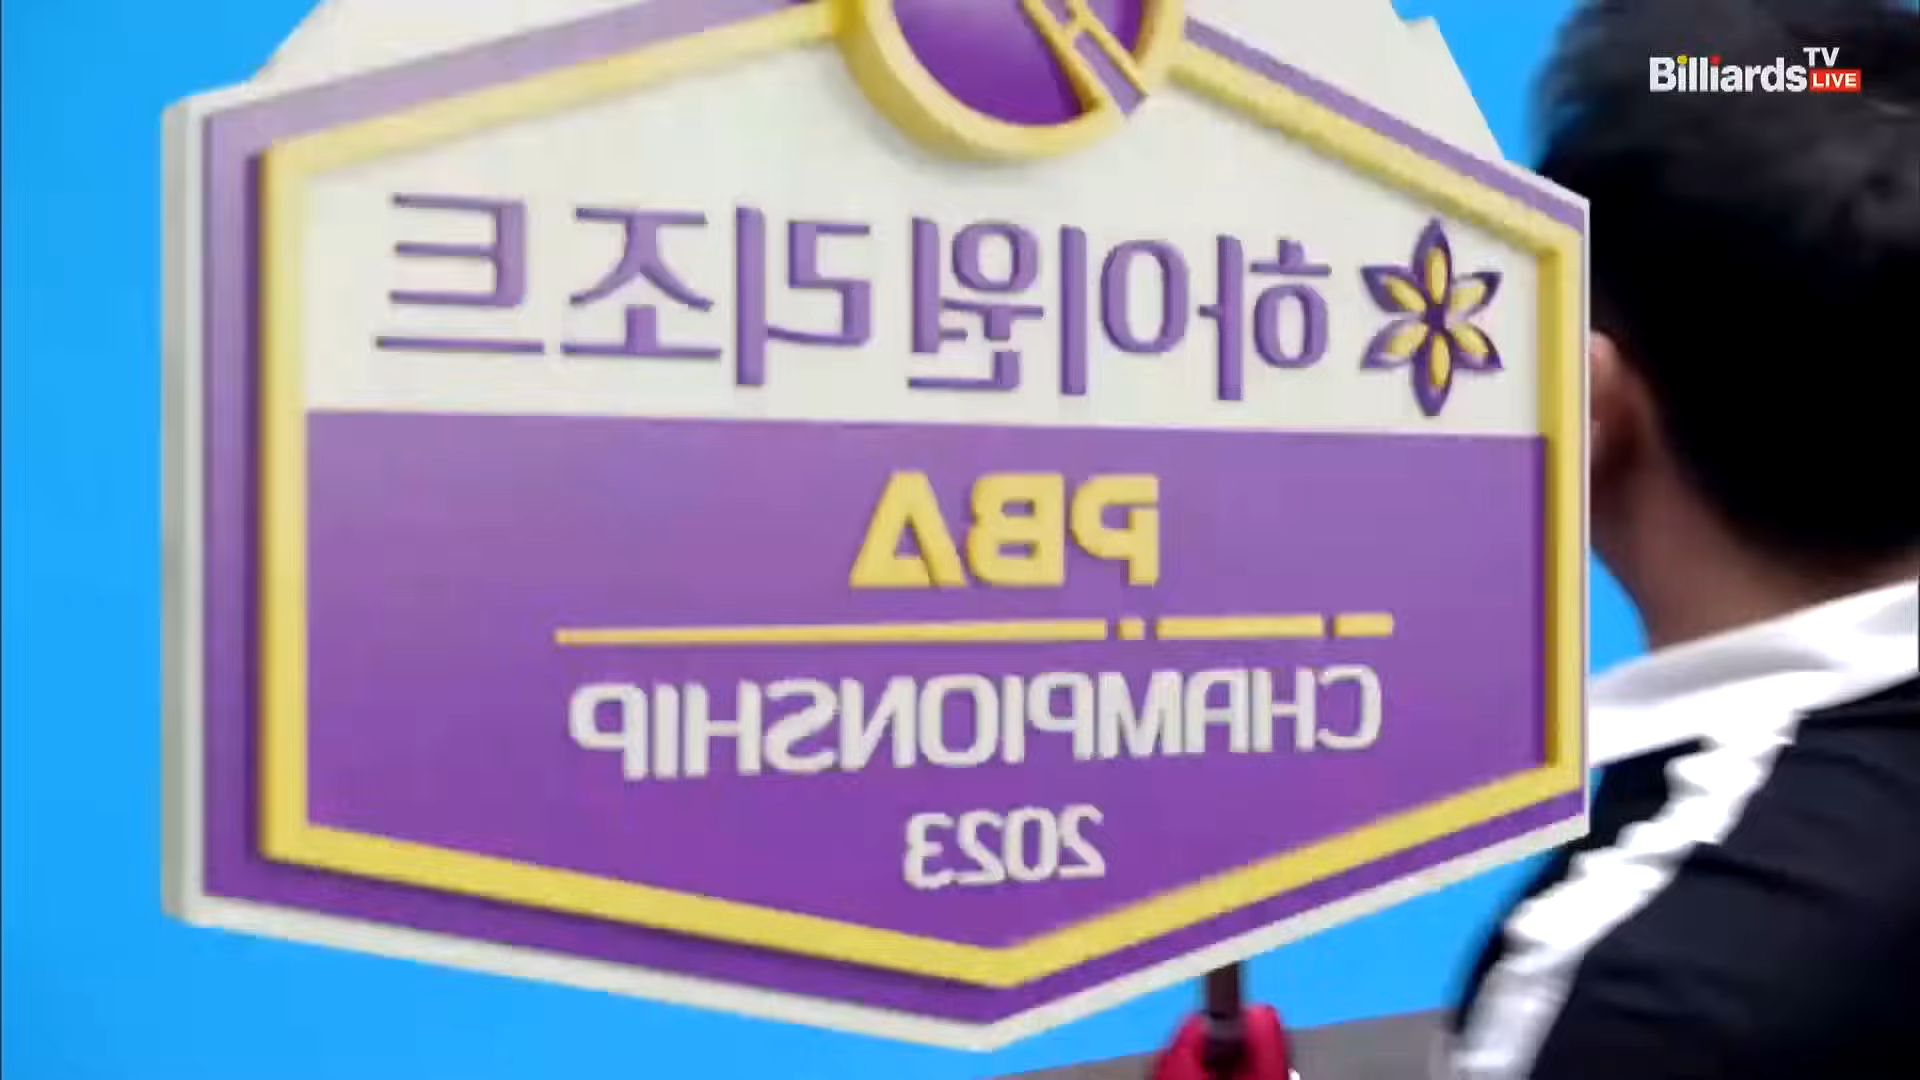 Billiards TV
LIVE
하이원리조트
PBA
CHAMPIONSHIP
2023